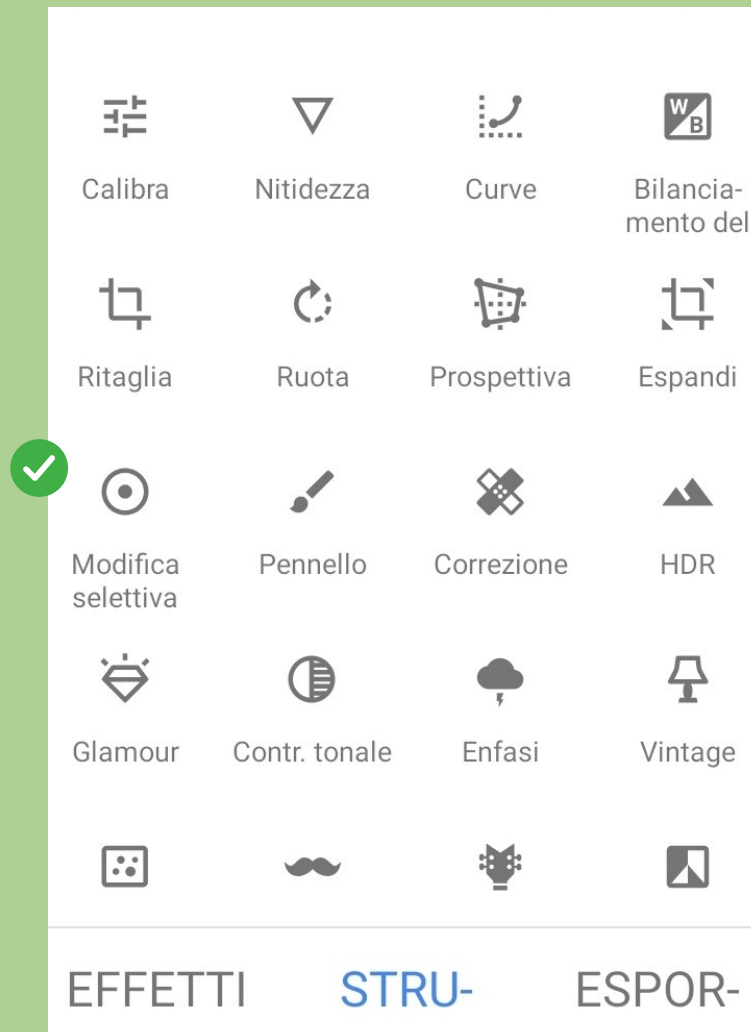 W B
Calibra Nitidezza Curve Bilancia-
mento del
Ritaglia Ruota Prospettiva Espandi
Modifica Pennello Correzione HDR
selettiva
Glamour Contr. tonale Enfasi Vintage
EFFETTI STRU- ESPOR-